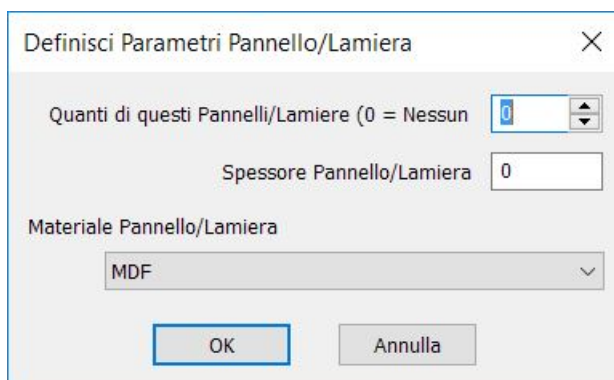 Definisci Parametri Pannello/Lamiera
Quanti di questi Pannelli/Lamiere (0 = Nessun 0
Spessore Pannello/Lamiera 0
Materiale Pannello/Lamiera
MDF
OK Annulla